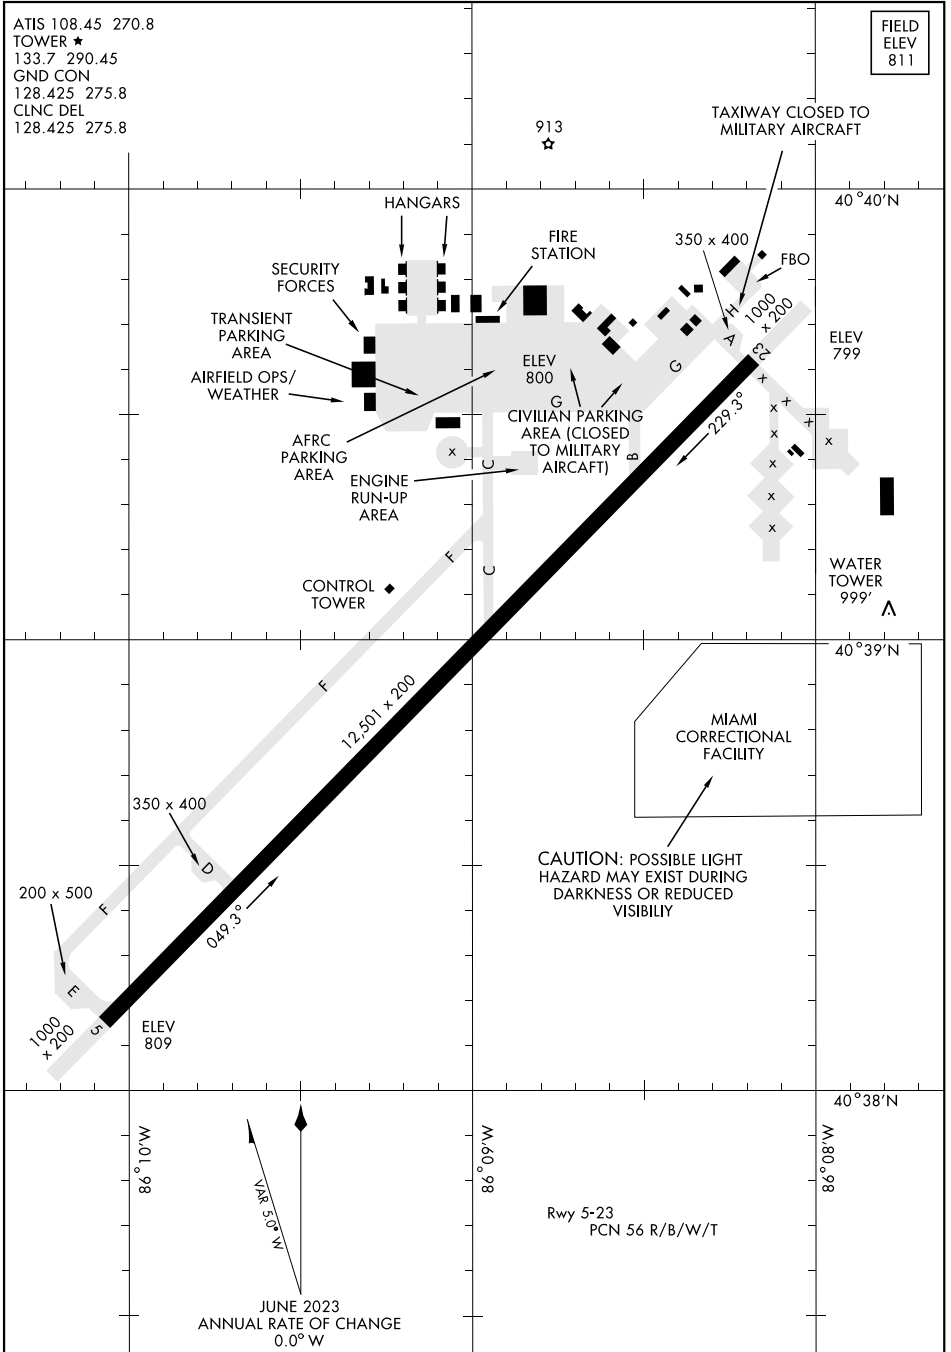 ATIS 108.45 270.8
TOWER ★
133.7 290.45
GND CON
128.425 275.8
CLNC DEL
128.425 275.8
FIELD
ELEV
811
913
TAXIWAY CLOSED TO
MILITARY AIRCRAFT
40°40'N
HANGARS
FIRE
STATION
350 x 400
FBO
SECURITY
FORCES
H
1000
x 200
TRANSIENT
PARKING
AREA
A
23
ELEV
799
ELEV
800
G
AIRFIELD OPS/
WEATHER
x
G
x
CIVILIAN PARKING
AREA (CLOSED
TO MILITARY
AIRCAFT)
229.3°
x
x
x
x
AFRC
PARKING
AREA
x
C
B
x
ENGINE
RUN-UP
AREA
x
x
F
C
CONTROL
TOWER
WATER
TOWER
999'
40°39'N
F
12,501 x 200
MIAMI
CORRECTIONAL
FACILITY
350 x 400
D
CAUTION: POSSIBLE LIGHT
HAZARD MAY EXIST DURING
DARKNESS OR REDUCED
VISIBILIY
200 x 500
F
049.3°
E
5
1000
x 200
ELEV
809
40°38'N
86°10'W
86°09'W
86°08'W
VAR 5.0° W
Rwy 5-23
PCN 56 R/B/W/T
JUNE 2023
ANNUAL RATE OF CHANGE
0.0° W